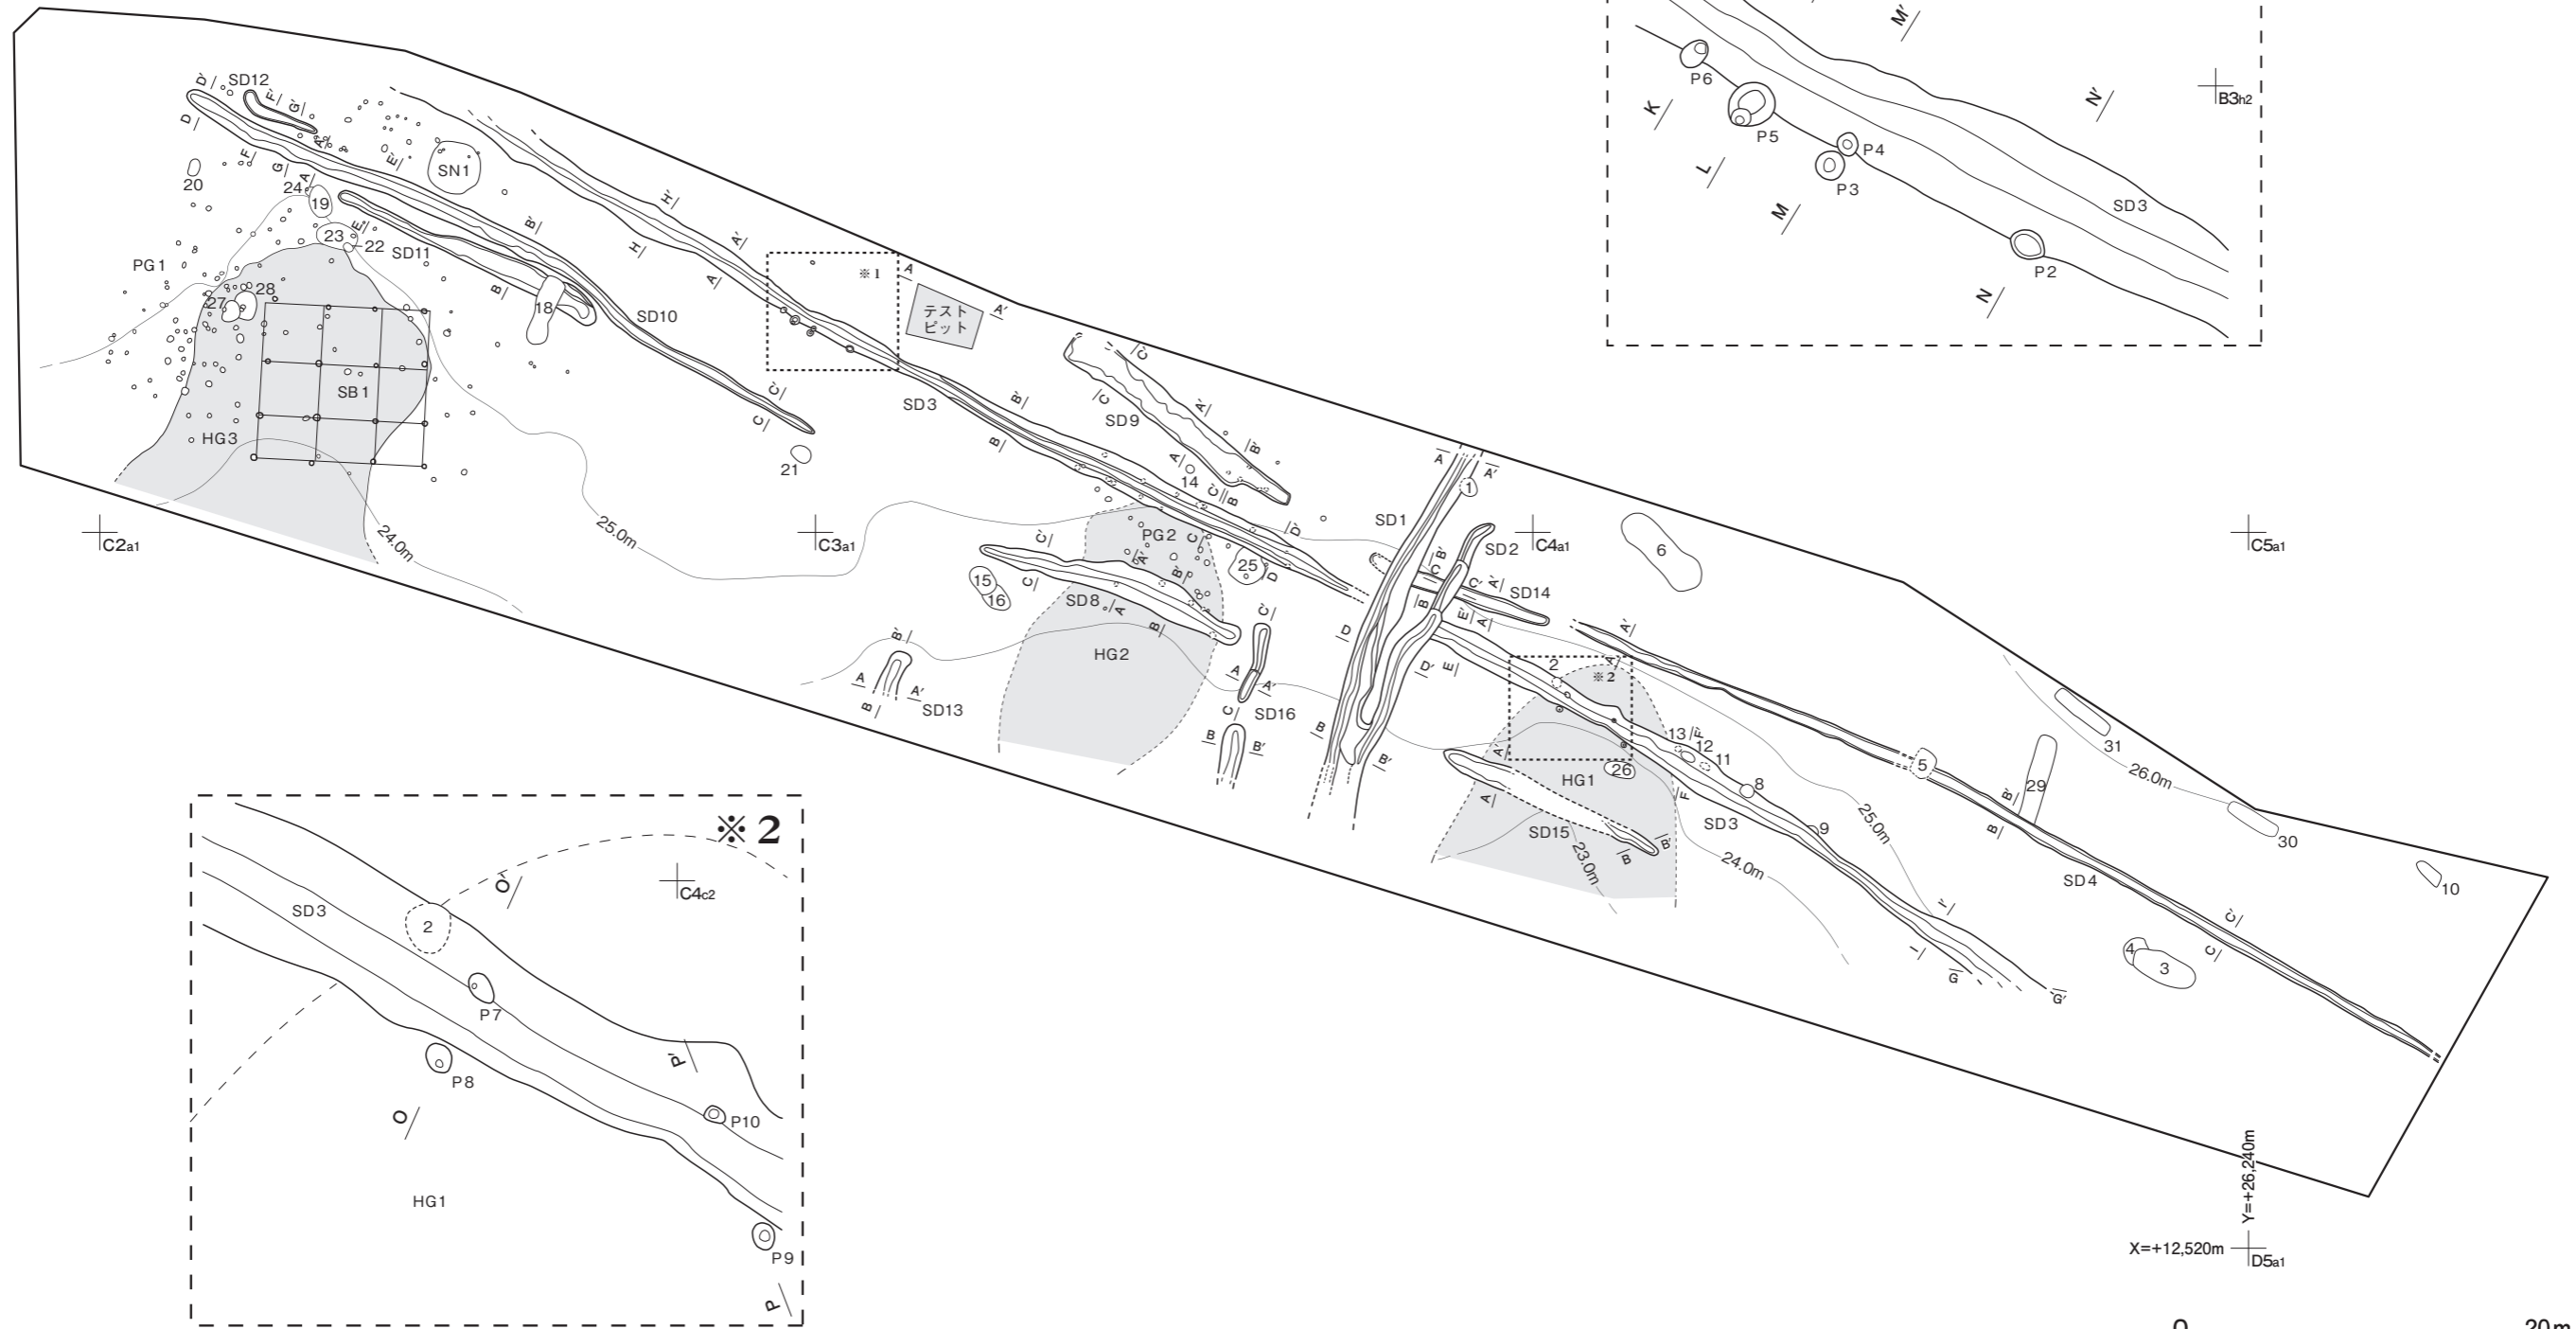 M′
P6
P5
P4
P3
P2
K
L
M
N
N′
B3h2
SD3
D′
SD12
F′
G′
A′
D
F
G
A
E′
SN1
20
24
19
23
22
E
SD11
B′
B
PG1
27
28
18
SD10
SB1
HG3
C′
C
21
H′
H
A′
A
※1
A
テスト
ピット
A′
SD3
B′
B
C′
C
SD9
A′
A
B′
B
14
C′
C2a1
24.0m
25.0m
C3a1
PG2
C
C′
C
A′
B′
25
D
D′
15
16
SD8
A
B
HG2
B′
A
A′
B
SD13
C′
A
A′
C
SD16
B
B′
A
A′
1
SD1
SD2
B′
C
C′
A′
B
E′
A
SD14
D
D′
E
B
B′
C4a1
6
C5a1
A′
2
A
※2
13
F′
12
11
26
8
A′
A
HG1
F
SD3
9
SD15
B
B′
23.0m
24.0m
25.0m
I′
I
G
G′
5
B′
B
29
31
26.0m
30
10
SD4
C′
C
4
3
※2
SD3
2
O′
C4c2
P7
P8
O
P′
P10
HG1
P9
P
Y=+26,240m
X=+12,520m
D5a1
0
20m